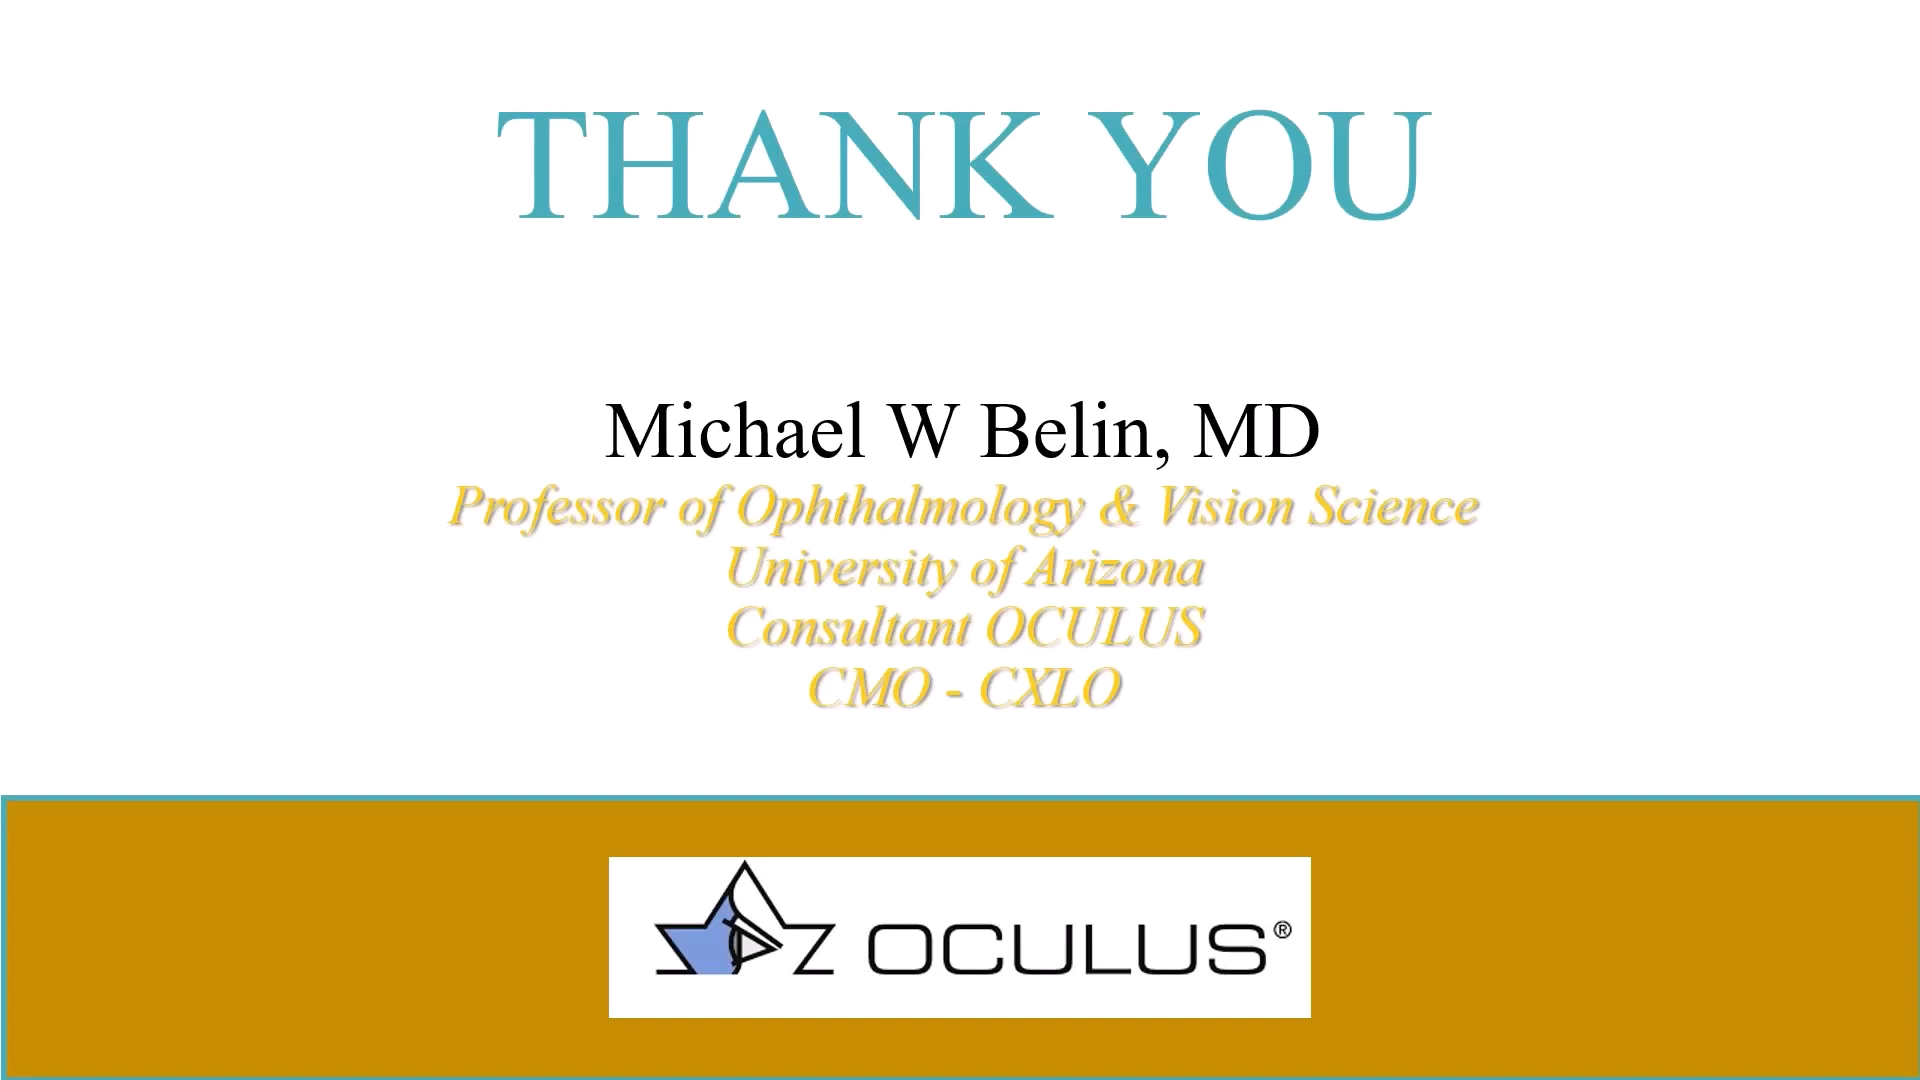 THANK YOU
Michael W Belin, MD
Professor of Ophthalmology & Vision Science
University of Arizona
Consultant OCULUS
CMO - CXLO
OCULUS®